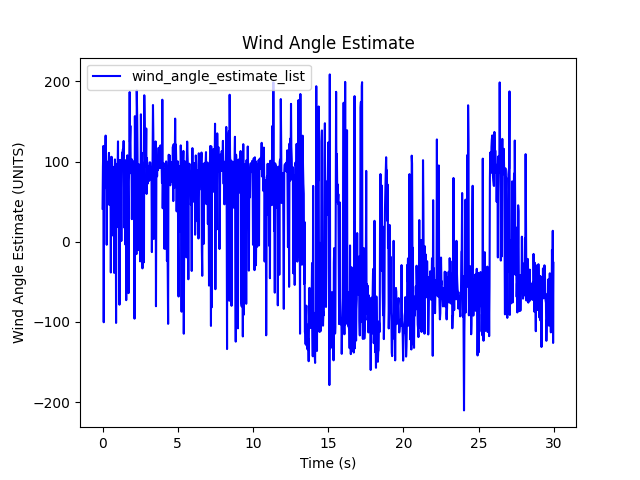 Wind Angle Estimate
wind_angle_estimate_list
Wind Angle Estimate (UNITS)
200
100
0
−100
−200
0 5 10 15 20 25 30
Time (s)